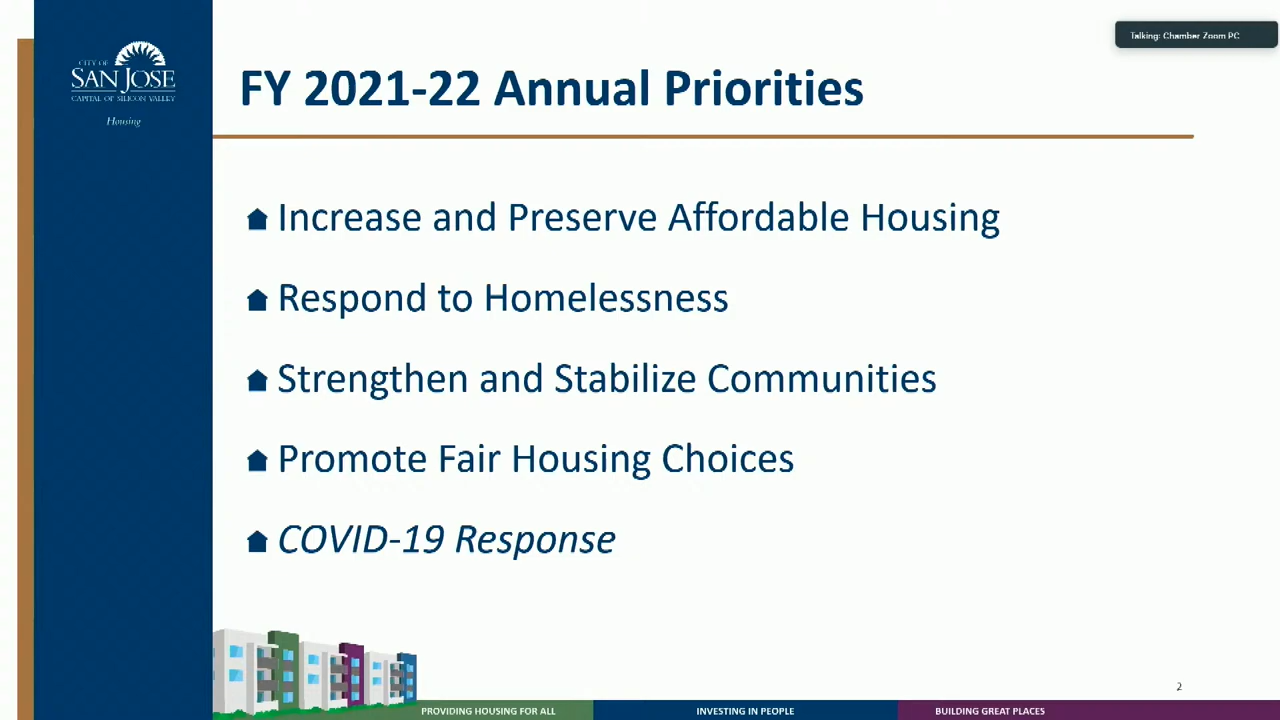 Talking: Chamber Zoom PC
CITY OF
SAN JOSE
CAPITAL OF SILICON VALLEY
Housing
FY 2021-22 Annual Priorities
Increase and Preserve Affordable Housing
Respond to Homelessness
Strengthen and Stabilize Communities
Promote Fair Housing Choices
COVID-19 Response
2
PROVIDING HOUSING FOR ALL
INVESTING IN PEOPLE
BUILDING GREAT PLACES